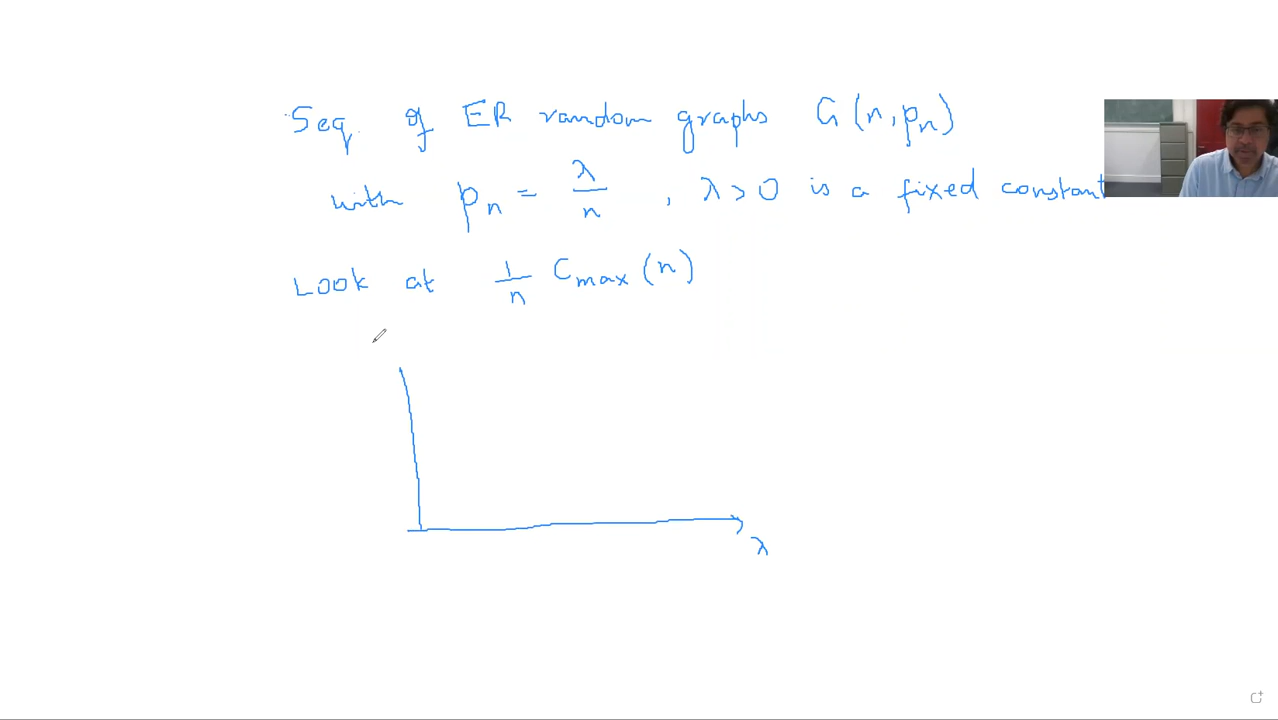 Seq. of ER random graphs G(n, pn)
with pn = λ/n , λ > 0 is a fixed constant
Look at 1/n Cmax(n)
λ